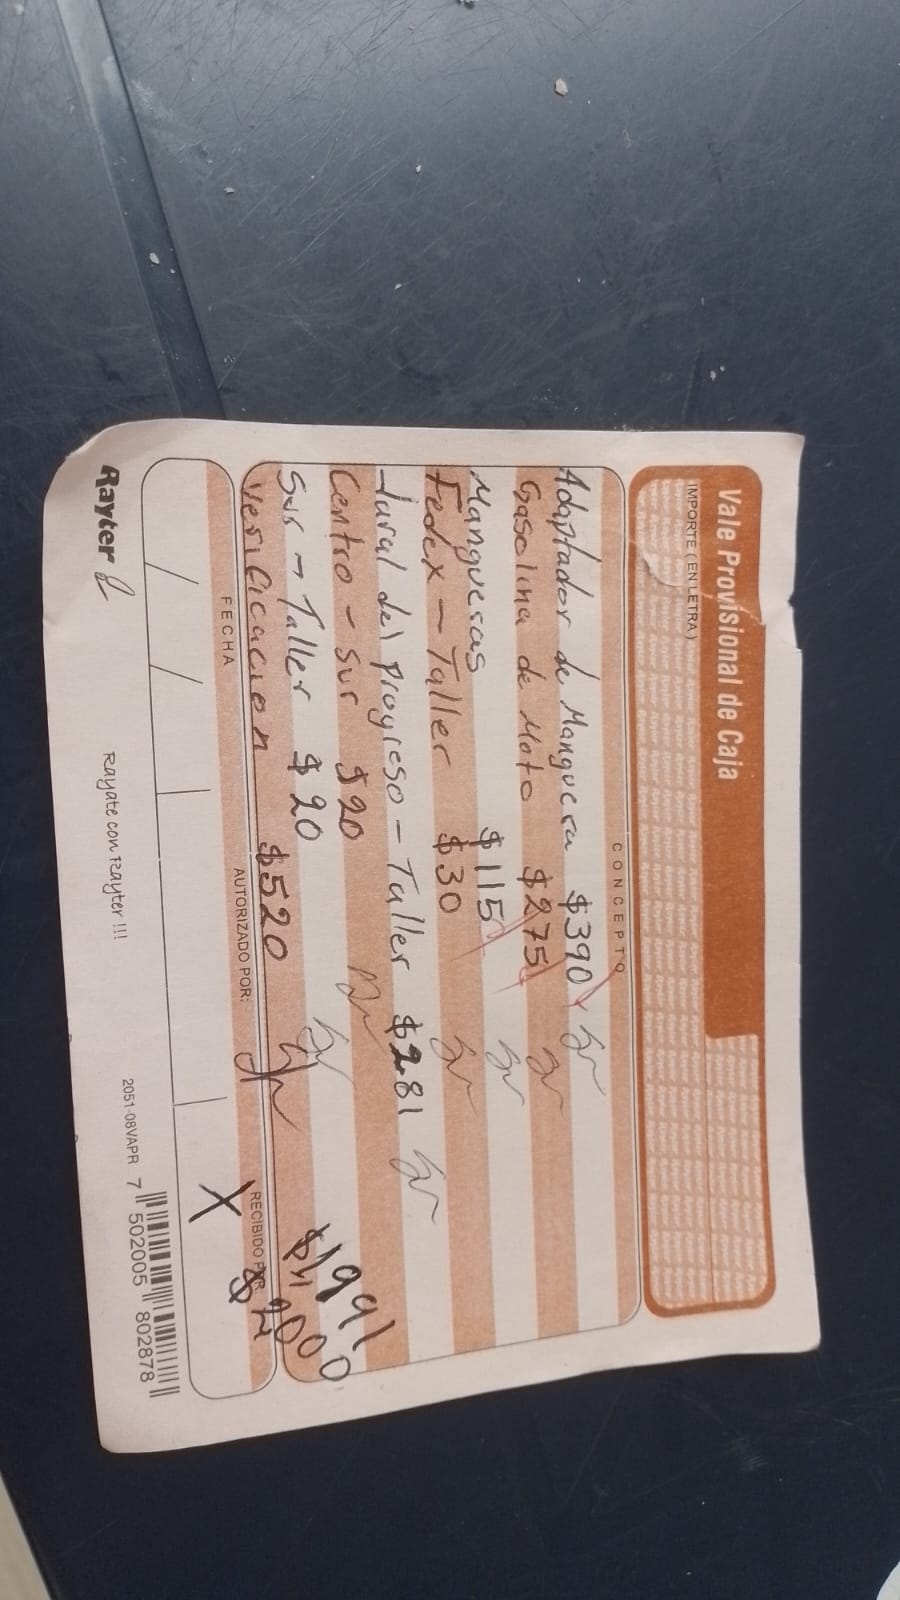 Vale Provisional de Caja
IMPORTE ( EN LETRA )
CONCEPTO
Adaptador de Manguera $390
Gasolina de Moto $275
Mangueras $115
Fedex - Taller $30
Jaral del progreso - Taller $281
Centro - sur $20
Sur - Taller $20
verificacion $520
$1,991
$2000
FECHA
AUTORIZADO POR:
RECIBIDO POR:
X
Rayter
Rayate con Rayter !!!
2051-08VAPR
7 502005 802878